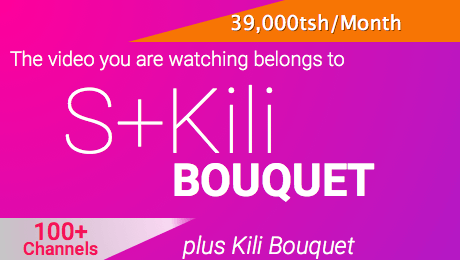 39,000tsh/Month
The video you are watching belongs to
S+Kili
BOUQUET
100+
Channels
plus Kili Bouquet